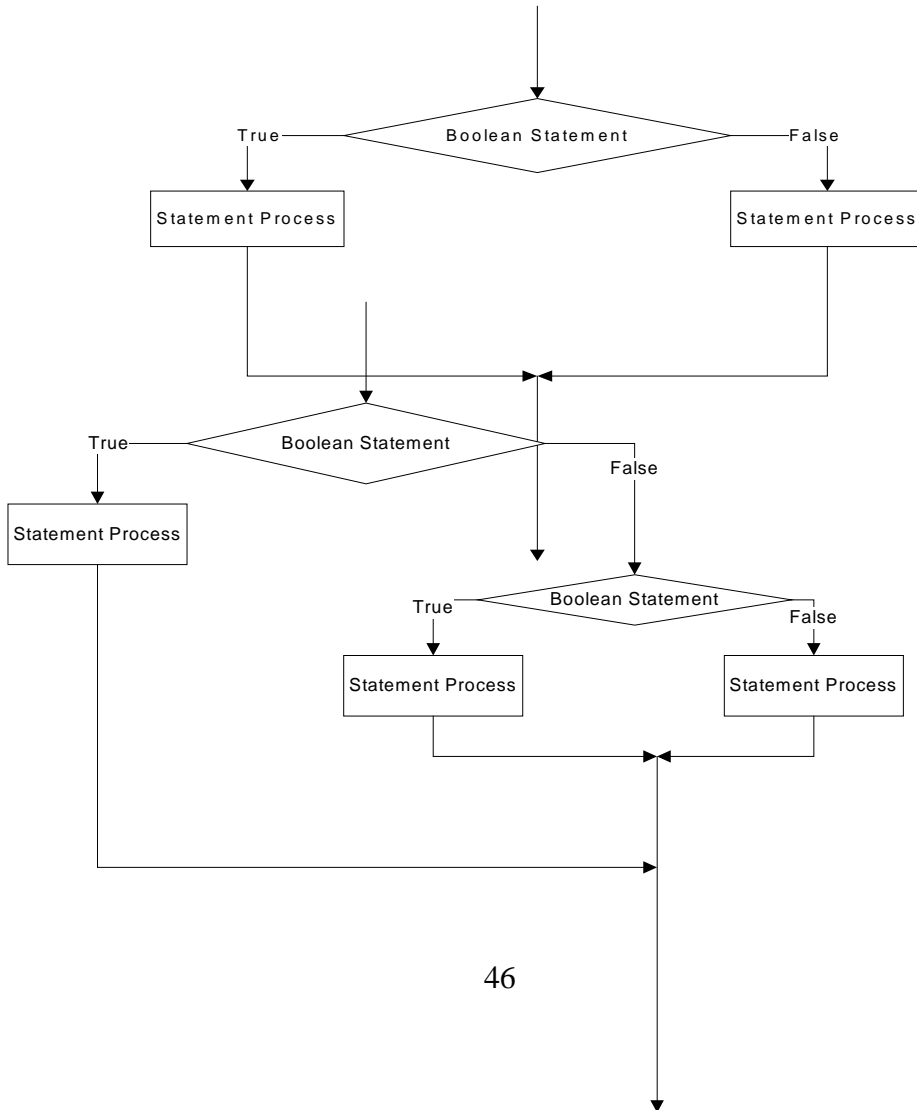 True
Boolean Statement
False
Statement Process
Statement Process
True
Boolean Statement
False
Statement Process
True
Boolean Statement
False
Statement Process
Statement Process
46